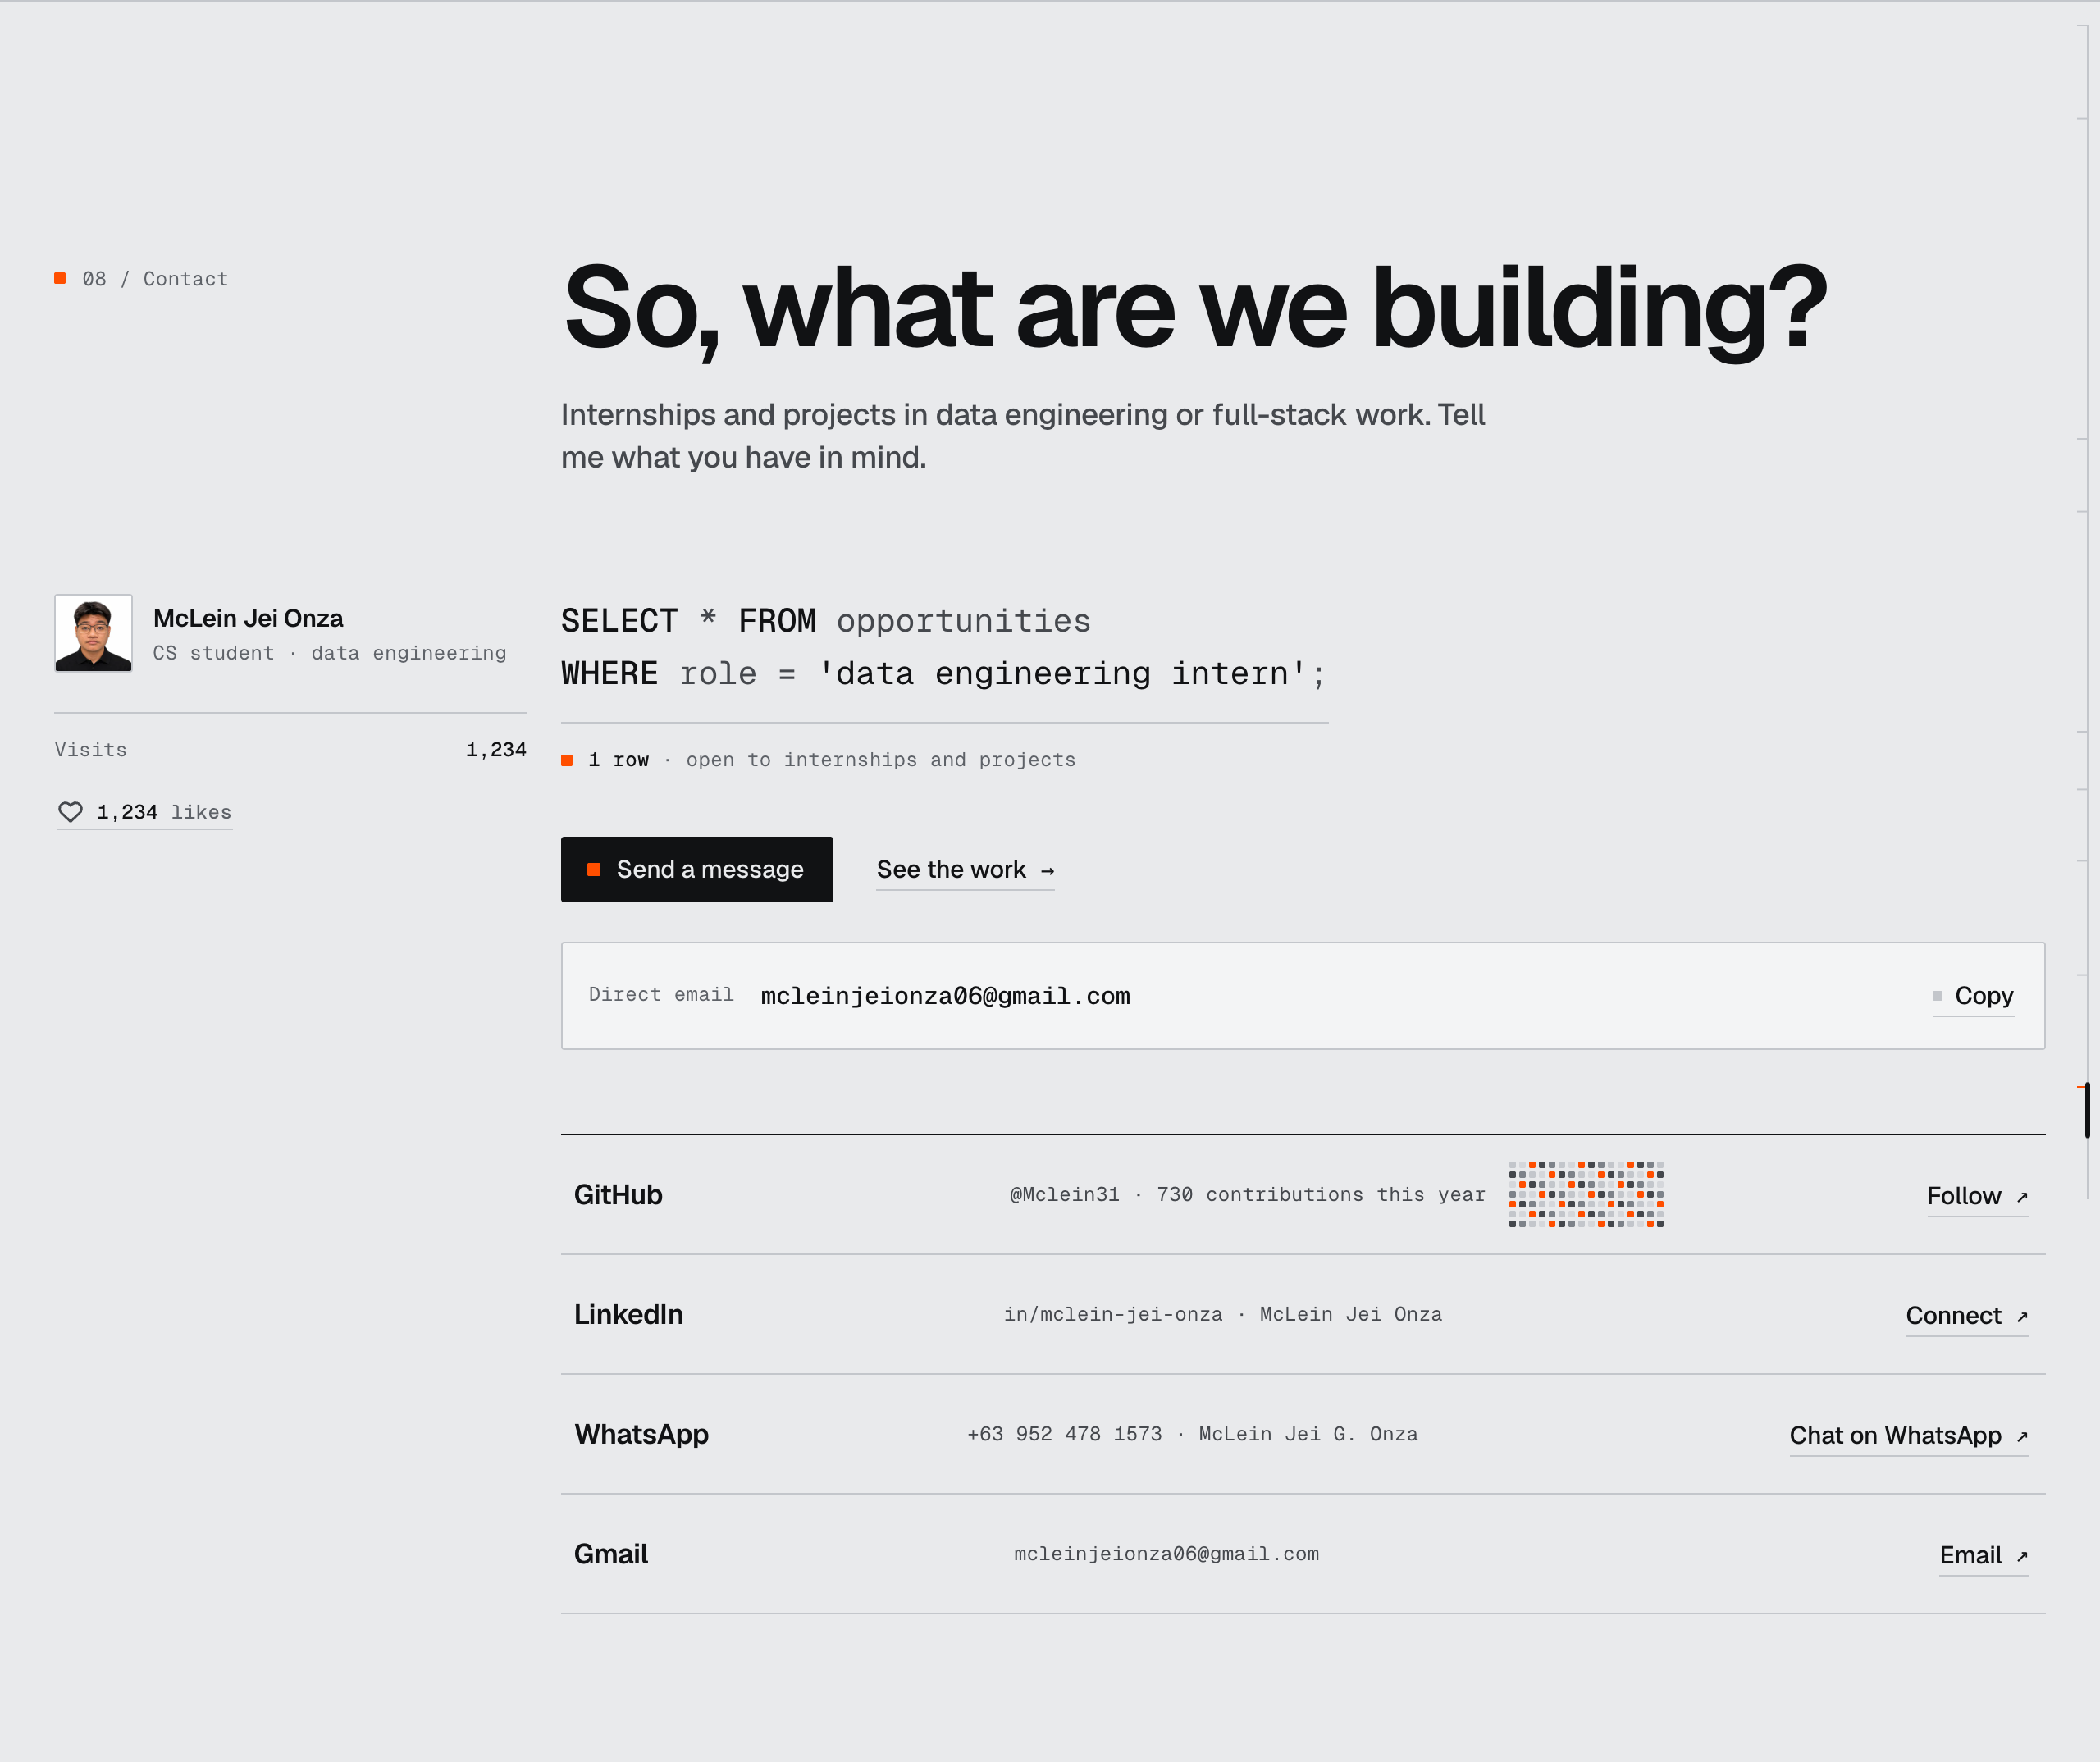 08 / Contact
So, what are we building?
Internships and projects in data engineering or full-stack work. Tell
me what you have in mind.
McLein Jei Onza
CS student · data engineering
Visits 1,234
1,234 likes
SELECT * FROM opportunities
WHERE role = 'data engineering intern';
1 row · open to internships and projects
Send a message
See the work →
Direct email mcleinjeionza06@gmail.com Copy
GitHub @Mclein31 · 730 contributions this year Follow ↗
LinkedIn in/mclein-jei-onza · McLein Jei Onza Connect ↗
WhatsApp +63 952 478 1573 · McLein Jei G. Onza Chat on WhatsApp ↗
Gmail mcleinjeionza06@gmail.com Email ↗